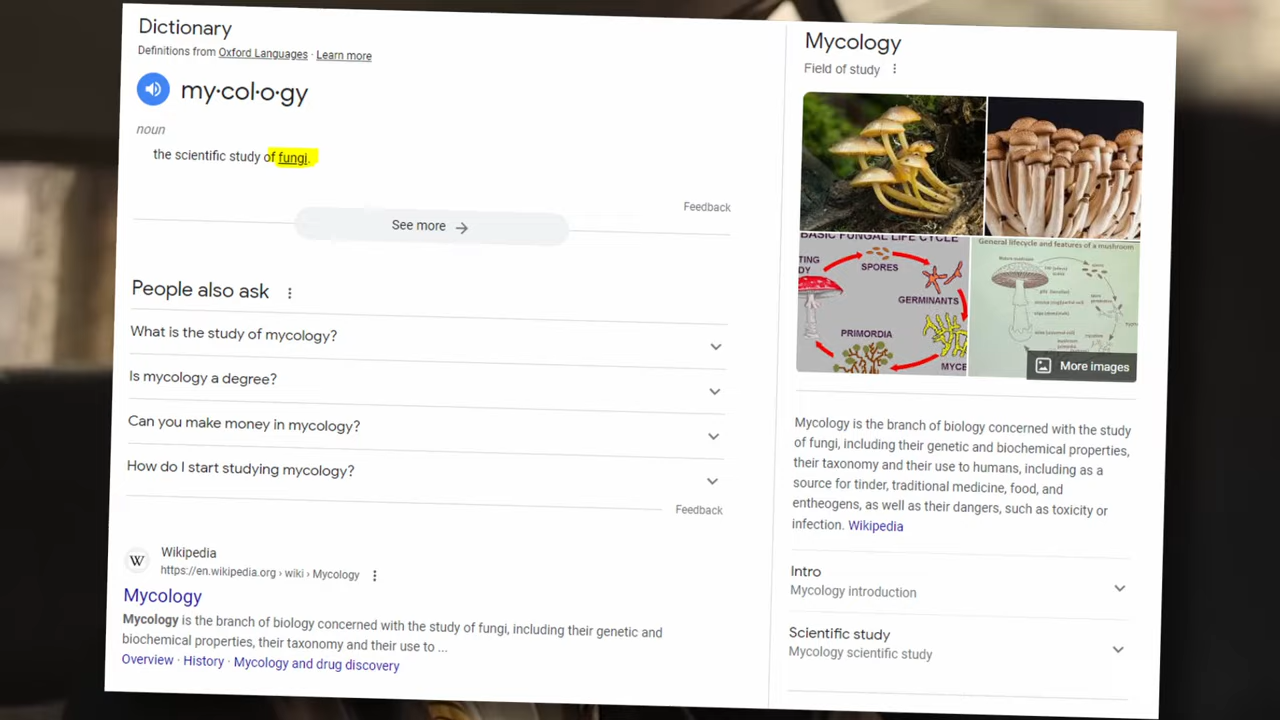 Dictionary
Definitions from Oxford Languages · Learn more
my·col·o·gy
noun
the scientific study of fungi.
Feedback
See more →
People also ask
What is the study of mycology?
Is mycology a degree?
Can you make money in mycology?
How do I start studying mycology?
Feedback
W
Wikipedia
https://en.wikipedia.org › wiki › Mycology
Mycology
Mycology is the branch of biology concerned with the study of fungi, including their genetic and
biochemical properties, their taxonomy and their use to ...
Overview · History · Mycology and drug discovery
Mycology
Field of study
BASIC FUNGAL LIFE CYCLE
SPORES
GERMINANTS
PRIMORDIA
MYCE
General lifecycle and features of a mushroom
More images
Mycology is the branch of biology concerned with the study
of fungi, including their genetic and biochemical properties,
their taxonomy and their use to humans, including as a
source for tinder, traditional medicine, food, and
entheogens, as well as their dangers, such as toxicity or
infection. Wikipedia
Intro
Mycology introduction
Scientific study
Mycology scientific study